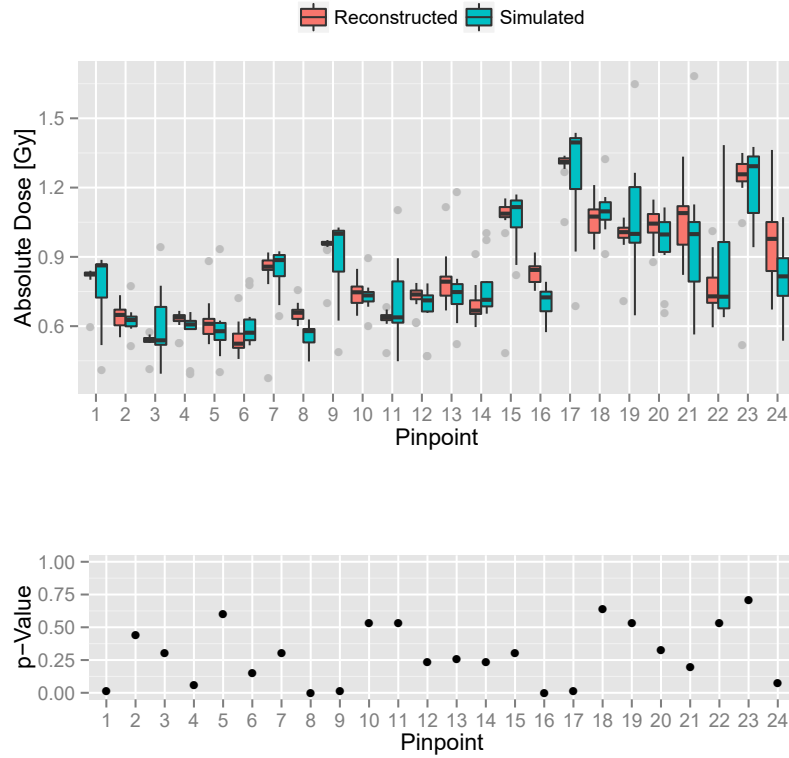 Reconstructed Simulated
Absolute Dose [Gy]
1.5
1.2
0.9
0.6
1 2 3 4 5 6 7 8 9 10 11 12 13 14 15 16 17 18 19 20 21 22 23 24
Pinpoint
p−Value
1.00
0.75
0.50
0.25
0.00
1 2 3 4 5 6 7 8 9 10 11 12 13 14 15 16 17 18 19 20 21 22 23 24
Pinpoint